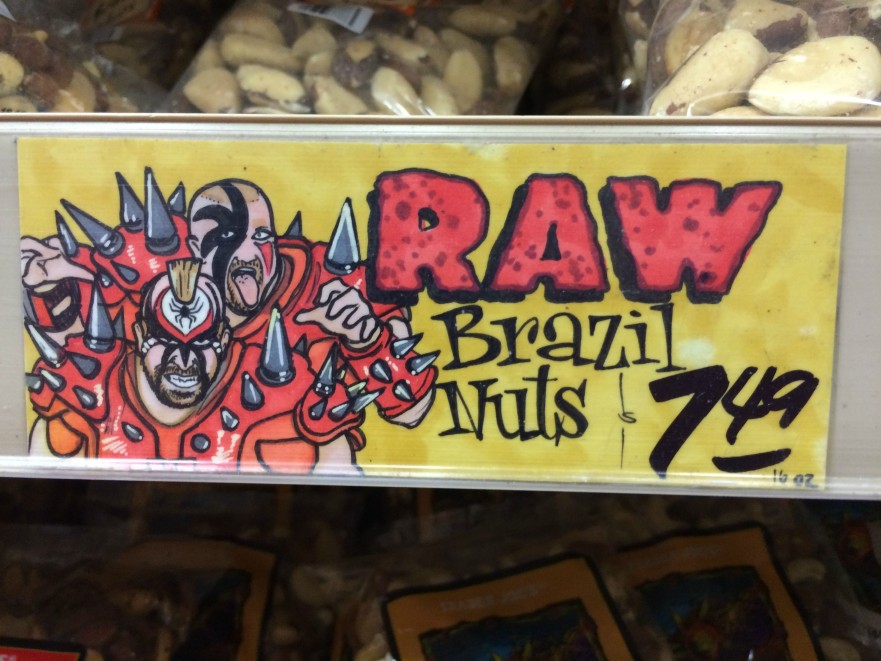 RAW
Brazil
Nuts $ 7.49
16 oz